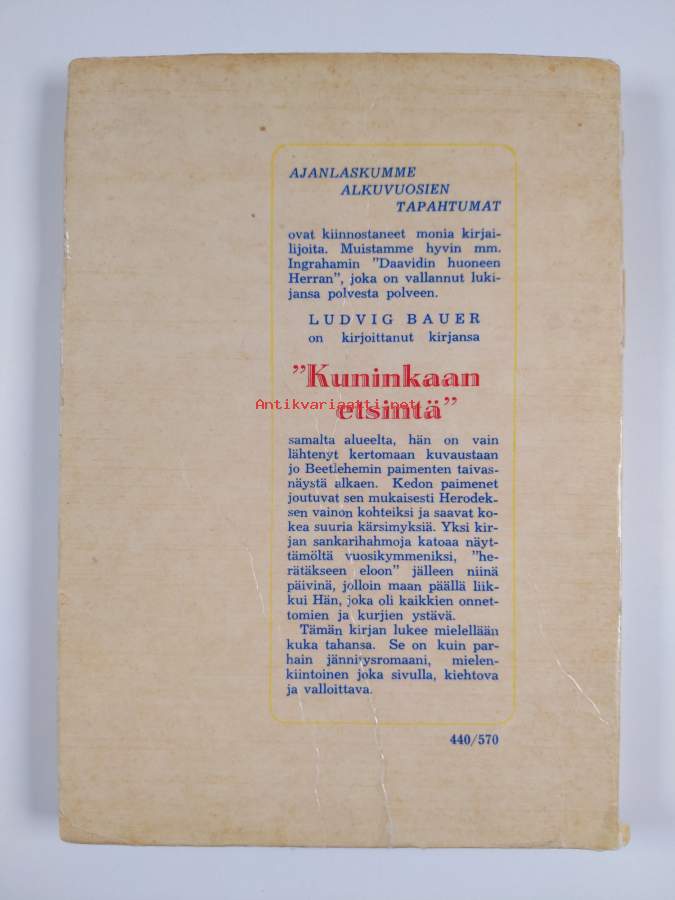 AJANLASKUMME
ALKUVUOSIEN
TAPAHTUMAT
ovat kiinnostaneet monia kirjai-
lijoita. Muistamme hyvin mm.
Ingrahamin "Daavidin huoneen
Herran", joka on vallannut luki-
jansa polvesta polveen.
LUDVIG BAUER
on kirjoittanut kirjansa
"Kuninkaan
Antikvariaatti.net
etsintä"
samalta alueelta, hän on vain
lähtenyt kertomaan kuvaustaan
jo Beetlehemin paimenten taivas-
näystä alkaen. Kedon paimenet
joutuvat sen mukaisesti Herodek-
sen vainon kohteiksi ja saavat ko-
kea suuria kärsimyksiä. Yksi kir-
jan sankarihahmoja katoaa näyt-
tämöltä vuosikymmeniksi, "he-
rätäkseen eloon" jälleen niinä
päivinä, jolloin maan päällä liik-
kui Hän, joka oli kaikkien onnet-
tomien ja kurjien ystävä.
Tämän kirjan lukee mielellään
kuka tahansa. Se on kuin par-
hain jännitysromaani, mielen-
kiintoinen joka sivulla, kiehtova
ja valloittava.
440/570